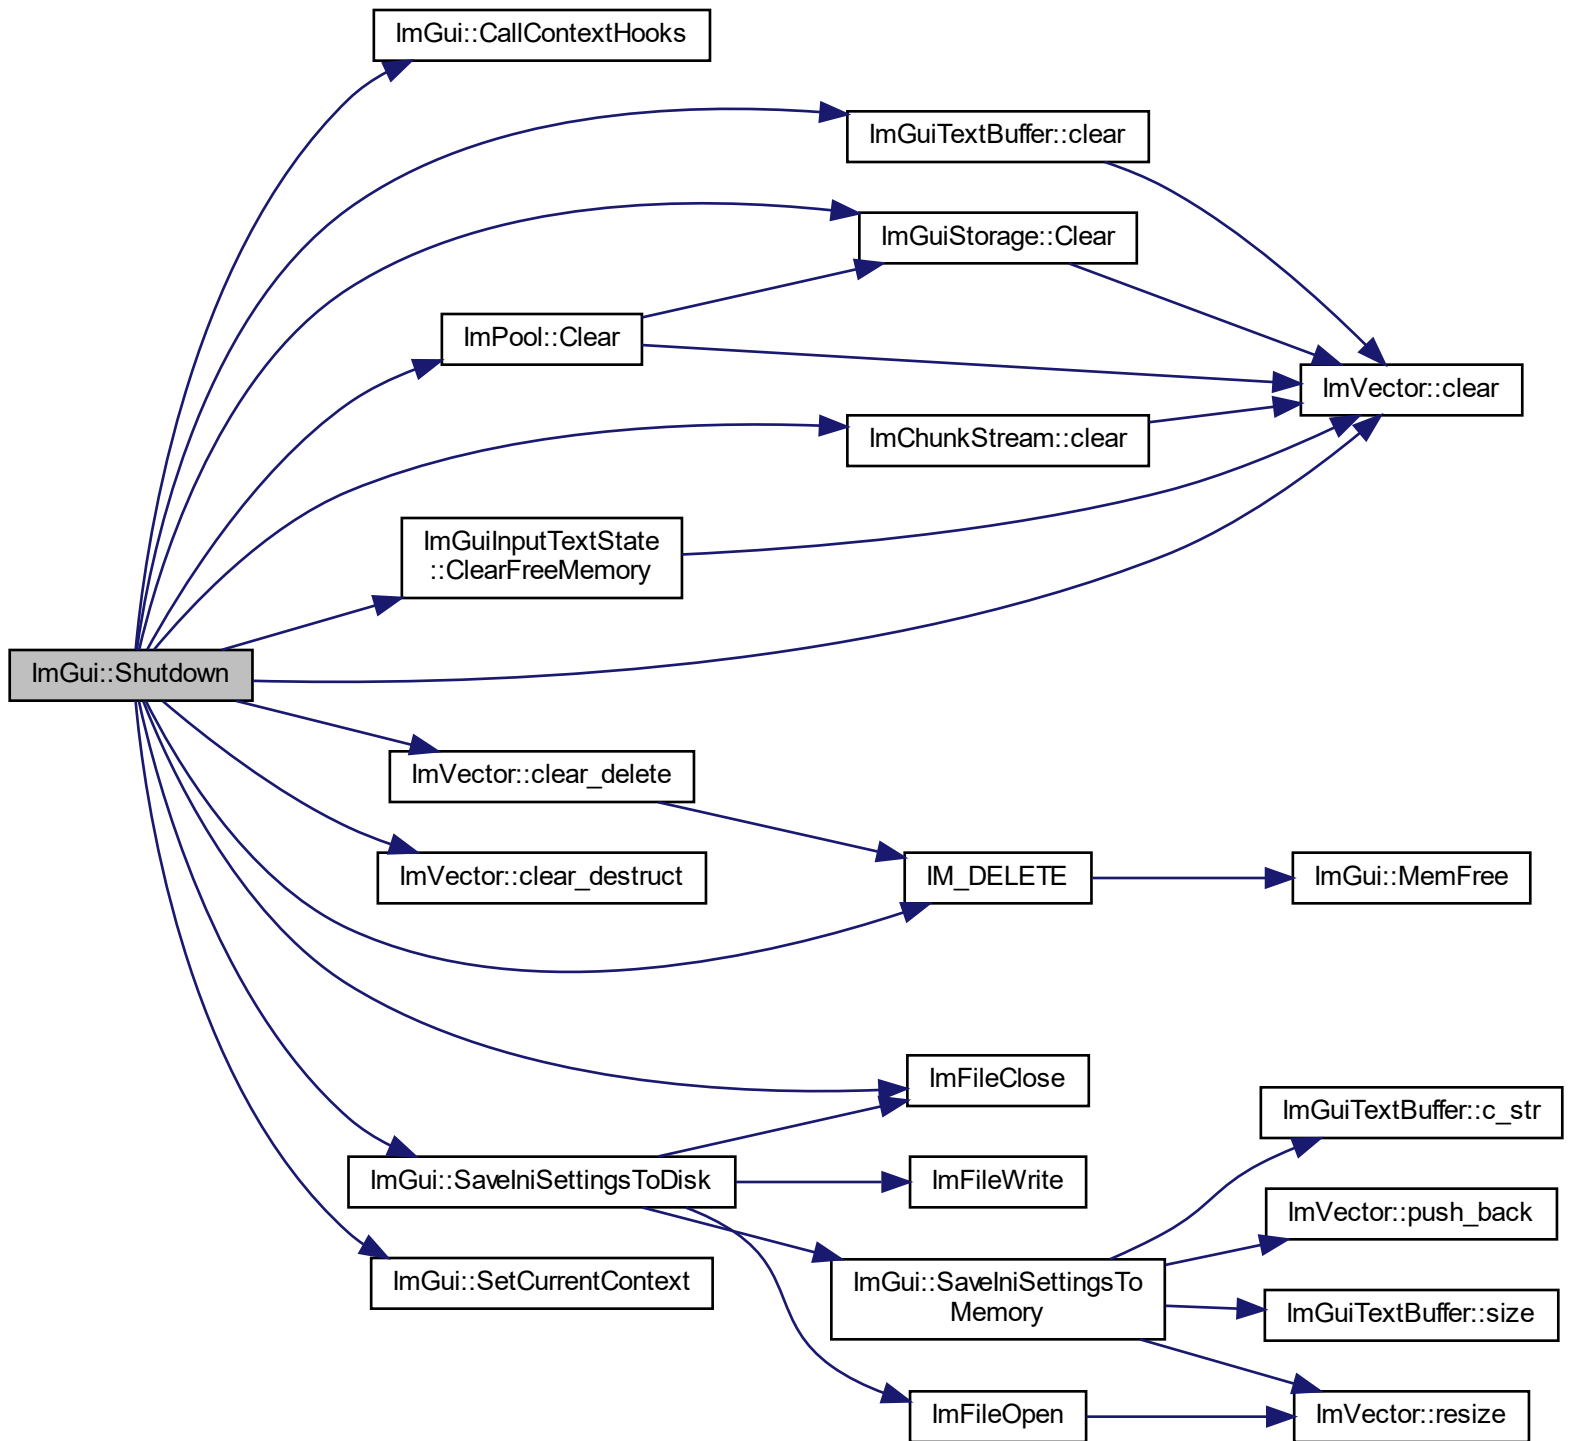 ImGui::CallContextHooks
ImGuiTextBuffer::clear
ImGuiStorage::Clear
ImPool::Clear
ImVector::clear
ImChunkStream::clear
ImGuiInputTextState
::ClearFreeMemory
ImGui::Shutdown
ImVector::clear_delete
ImVector::clear_destruct
IM_DELETE
ImGui::MemFree
ImFileClose
ImGuiTextBuffer::c_str
ImGui::SaveIniSettingsToDisk
ImFileWrite
ImVector::push_back
ImGui::SetCurrentContext
ImGui::SaveIniSettingsTo
Memory
ImGuiTextBuffer::size
ImFileOpen
ImVector::resize